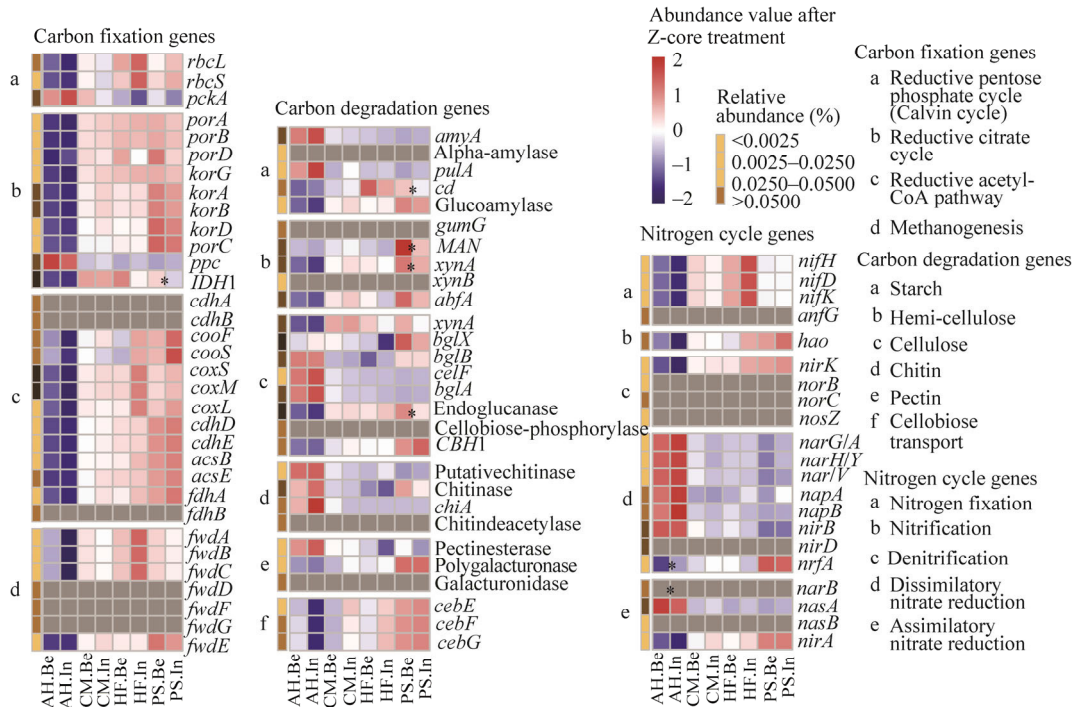 Carbon fixation genes
a
rbcL
rbcS
pckA
b
porA
porB
porD
korG
korA
korB
korD
porC
ppc
IDH1
*
c
cdhA
cdhB
cooF
cooS
coxS
coxM
coxL
cdhD
cdhE
acsB
acsE
fdhA
fdhB
d
fwdA
fwdB
fwdC
fwdD
fwdF
fwdG
fwdE
AH.Be
AH.In
CM.Be
CM.In
HF.Be
HF.In
PS.Be
PS.In
Carbon degradation genes
a
amyA
Alpha-amylase
pulA
cd
*
Glucoamylase
b
gumG
MAN
*
xynA
*
xynB
abfA
c
xynA
bglX
bglB
celF
bglA
Endoglucanase
*
Cellobiose-phosphorylase
CBH1
d
Putativechitinase
Chitinase
chiA
Chitindeacetylase
e
Pectinesterase
Polygalacturonase
Galacturonidase
f
cebE
cebF
cebG
AH.Be
AH.In
CM.Be
CM.In
HF.Be
HF.In
PS.Be
PS.In
Abundance value after
Z-core treatment
2
1
0
−1
−2
Relative
abundance (%)
<0.0025
0.0025–0.0250
0.0250–0.0500
>0.0500
Nitrogen cycle genes
a
nifH
nifD
nifK
anfG
b
hao
c
nirK
norB
norC
nosZ
d
narG/A
narH/Y
narI/V
napA
napB
nirB
nirD
nrfA
*
e
narB
*
nasA
nasB
nirA
AH.Be
AH.In
CM.Be
CM.In
HF.Be
HF.In
PS.Be
PS.In
Carbon fixation genes
a Reductive pentose
phosphate cycle
(Calvin cycle)
b Reductive citrate
cycle
c Reductive acetyl-
CoA pathway
d Methanogenesis
Carbon degradation genes
a Starch
b Hemi-cellulose
c Cellulose
d Chitin
e Pectin
f Cellobiose
transport
Nitrogen cycle genes
a Nitrogen fixation
b Nitrification
c Denitrification
d Dissimilatory
nitrate reduction
e Assimilatory
nitrate reduction